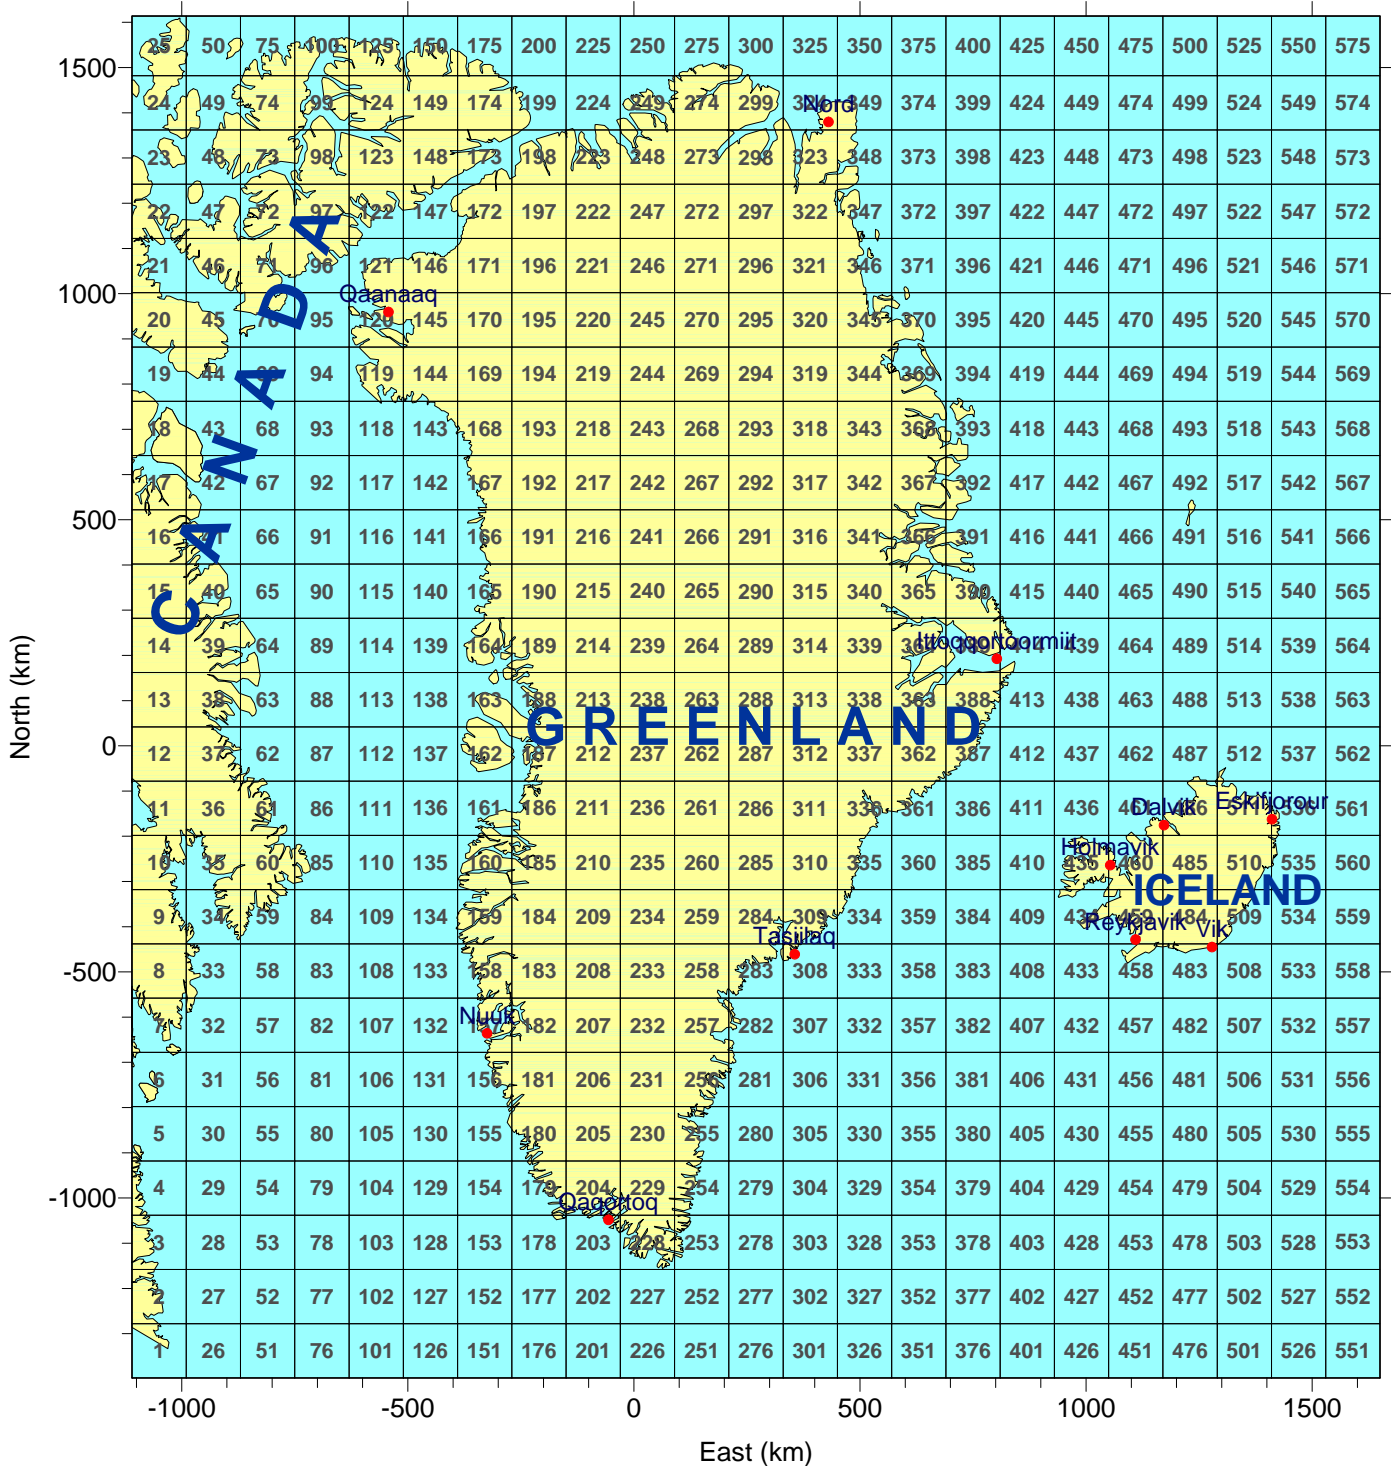 25 50 75 100 125 150 175 200 225 250 275 300 325 350 375 400 425 450 475 500 525 550 575
1500
24 49 74 99 124 149 174 199 224 249 274 299 349 374 399 424 449 474 499 524 549 574
Nord
23 48 73 98 123 148 173 198 223 248 273 298 323 348 373 398 423 448 473 498 523 548 573
22 47 72 97 122 147 172 197 222 247 272 297 322 347 372 397 422 447 472 497 522 547 572
21 46 71 96 121 146 171 196 221 246 271 296 321 346 371 396 421 446 471 496 521 546 571
1000
Qaanaaq
20 45 70 95 120 145 170 195 220 245 270 295 320 345 370 395 420 445 470 495 520 545 570
19 44 94 119 144 169 194 219 244 269 294 319 344 369 394 419 444 469 494 519 544 569
CANADA
18 43 68 93 118 143 168 193 218 243 268 293 318 343 368 393 418 443 468 493 518 543 568
17 42 67 92 117 142 167 192 217 242 267 292 317 342 367 392 417 442 467 492 517 542 567
500
16 41 66 91 116 141 166 191 216 241 266 291 316 341 366 391 416 441 466 491 516 541 566
15 40 65 90 115 140 165 190 215 240 265 290 315 340 365 390 415 440 465 490 515 540 565
14 39 64 89 114 139 164 189 214 239 264 289 314 339 414 439 464 489 514 539 564
Ittoqqortoormiit
13 38 63 88 113 138 163 188 213 238 263 288 313 338 363 388 413 438 463 488 513 538 563
GREENLAND
0
12 37 62 87 112 137 162 187 212 237 262 287 312 337 362 387 412 437 462 487 512 537 562
11 36 61 86 111 136 161 186 211 236 261 286 311 336 361 386 411 436 461 486 511 536 561
Dalvik Eskifjorour
Holmavik
10 35 60 85 110 135 160 185 210 235 260 285 310 335 360 385 410 435 460 485 510 535 560
ICELAND
9 34 59 84 109 134 159 184 209 234 259 284 309 334 359 384 409 434 459 484 509 534 559
Reykjavik Vik
Tasiilaq
-500
8 33 58 83 108 133 158 183 208 233 258 283 308 333 358 383 408 433 458 483 508 533 558
Nuuk
7 32 57 82 107 132 157 182 207 232 257 282 307 332 357 382 407 432 457 482 507 532 557
6 31 56 81 106 131 156 181 206 231 256 281 306 331 356 381 406 431 456 481 506 531 556
5 30 55 80 105 130 155 180 205 230 255 280 305 330 355 380 405 430 455 480 505 530 555
4 29 54 79 104 129 154 179 204 229 254 279 304 329 354 379 404 429 454 479 504 529 554
-1000
Qaqortoq
3 28 53 78 103 128 153 178 203 228 253 278 303 328 353 378 403 428 453 478 503 528 553
2 27 52 77 102 127 152 177 202 227 252 277 302 327 352 377 402 427 452 477 502 527 552
1 26 51 76 101 126 151 176 201 226 251 276 301 326 351 376 401 426 451 476 501 526 551
-1000 -500 0 500 1000 1500
East (km)
North (km)